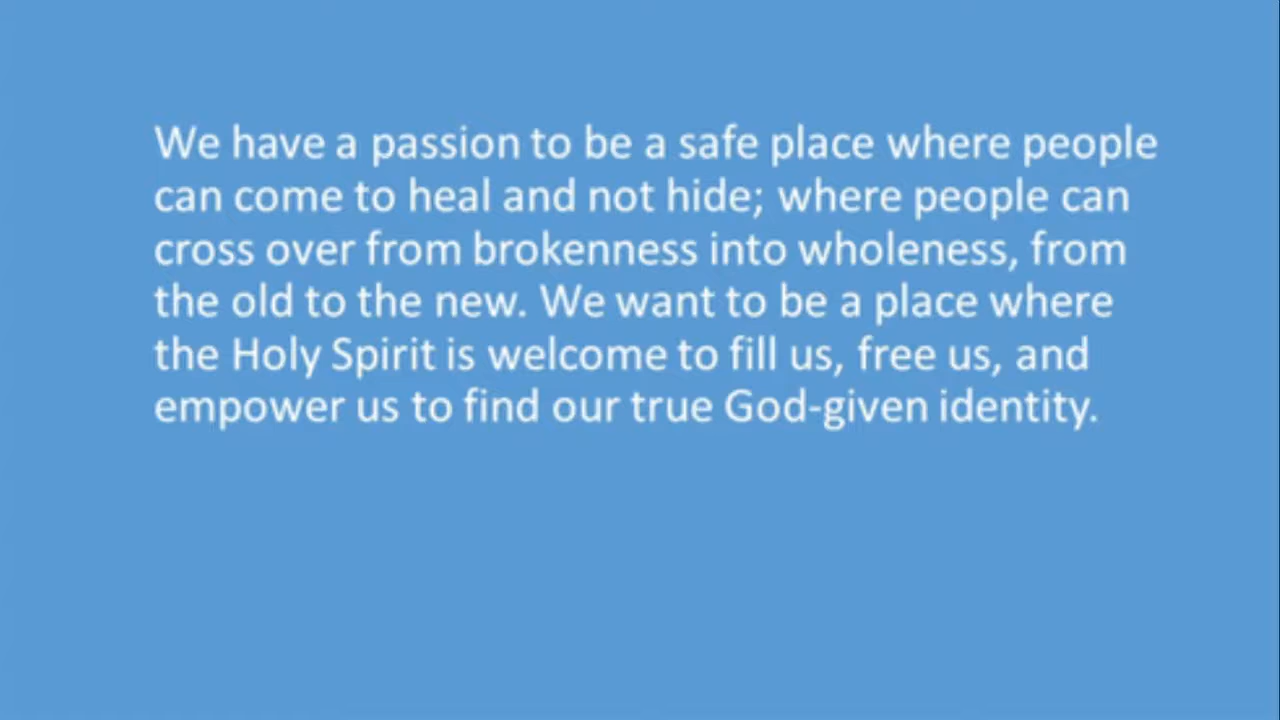 We have a passion to be a safe place where people
can come to heal and not hide; where people can
cross over from brokenness into wholeness, from
the old to the new. We want to be a place where
the Holy Spirit is welcome to fill us, free us, and
empower us to find our true God-given identity.